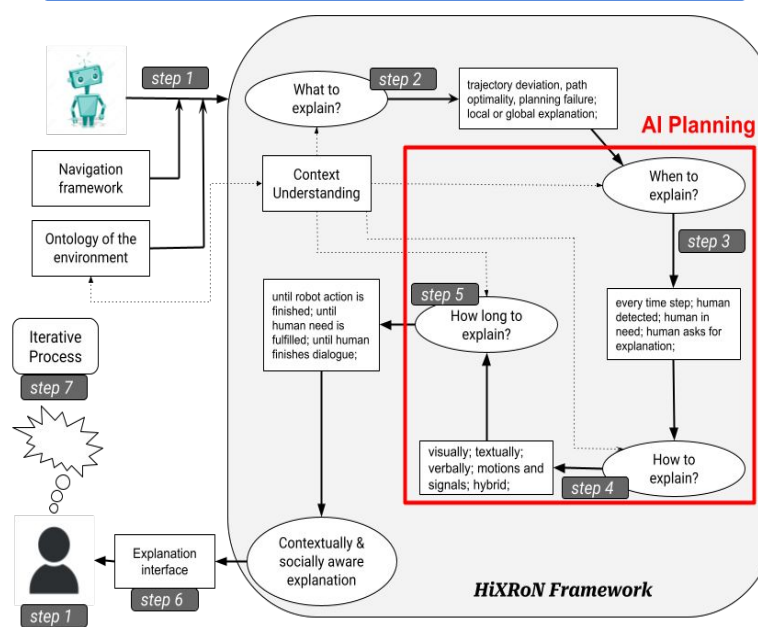 step 1
What to
explain?
step 2
trajectory deviation, path
optimality, planning failure;
local or global explanation;
AI Planning
Navigation
framework
Context
Understanding
When to
explain?
Ontology of the
environment
step 3
until robot action is
finished; until
human need is
fulfilled; until human
finishes dialogue;
step 5
How long to
explain?
every time step; human
detected; human in
need; human asks for
explanation;
Iterative
Process
step 7
visually; textually;
verbally; motions and
signals; hybrid;
step 4
How to
explain?
Explanation
interface
step 6
Contextually &
socially aware
explanation
HiXRoN Framework
step 1